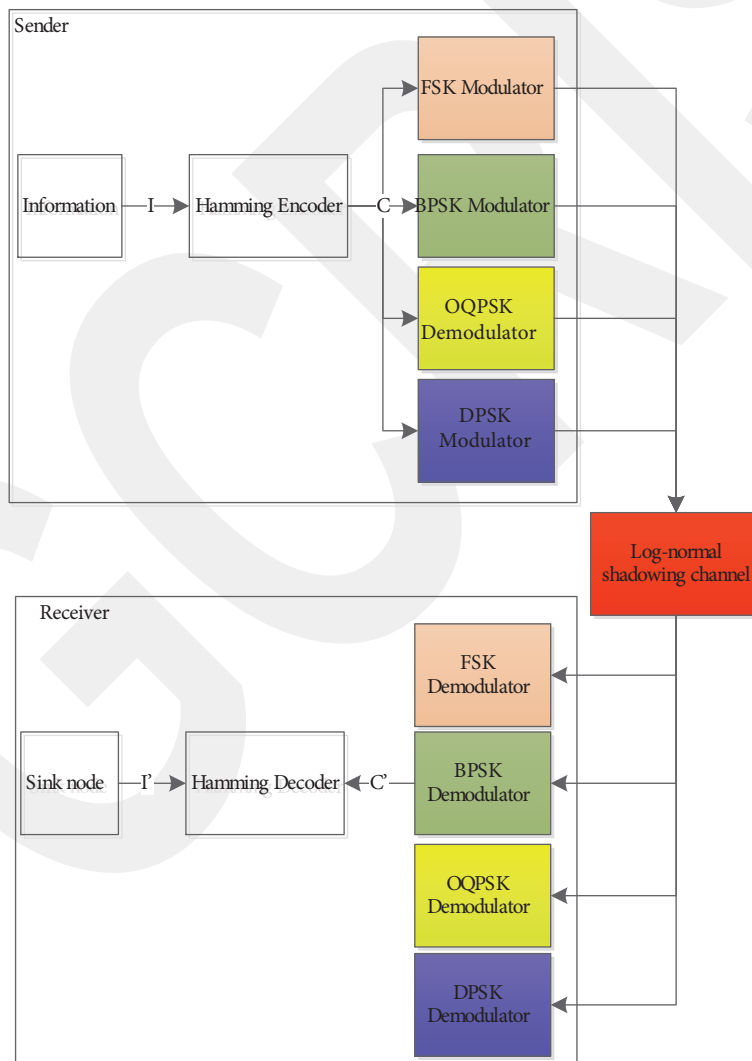 Sender
FSK Modulator
Information
I
Hamming Encoder
C
BPSK Modulator
OQPSK
Demodulator
DPSK
Modulator
Log-normal
shadowing channel
Receiver
FSK
Demodulator
Sink node
I'
Hamming Decoder
C'
BPSK
Demodulator
OQPSK
Demodulator
DPSK
Demodulator